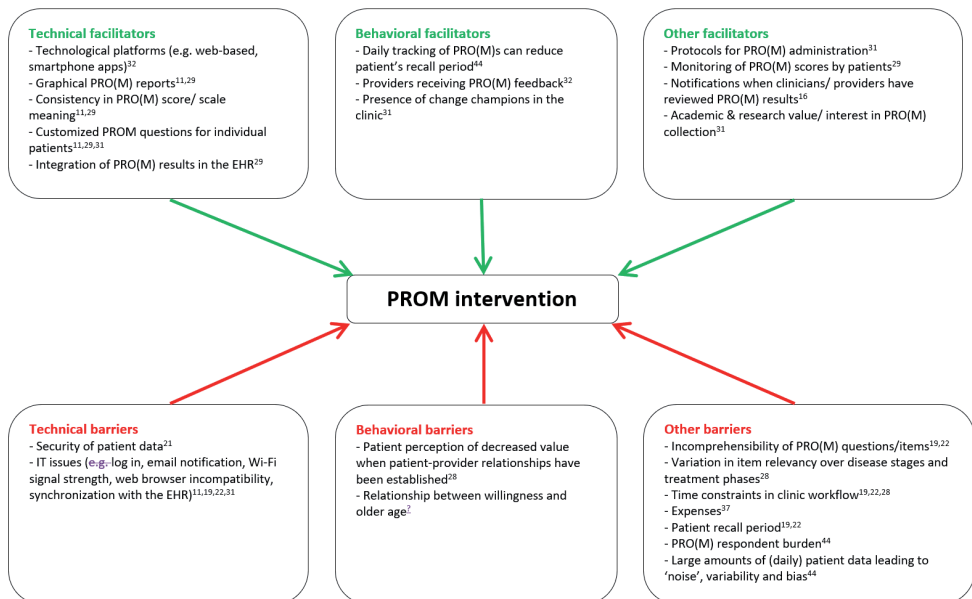 Technical facilitators
- Technological platforms (e.g. web-based,
smartphone apps)32
- Graphical PRO(M) reports11,29
- Consistency in PRO(M) score/ scale
meaning11,29
- Customized PROM questions for individual
patients11,29,31
- Integration of PRO(M) results in the EHR29
Behavioral facilitators
- Daily tracking of PRO(M)s can reduce
patient's recall period44
- Providers receiving PRO(M) feedback32
- Presence of change champions in the
clinic31
Other facilitators
- Protocols for PRO(M) administration31
- Monitoring of PRO(M) scores by patients29
- Notifications when clinicians/ providers have
reviewed PRO(M) results16
- Academic & research value/ interest in PRO(M)
collection31
PROM intervention
Technical barriers
- Security of patient data21
- IT issues (e.g. log in, email notification, Wi-Fi
signal strength, web browser incompatibility,
synchronization with the EHR)11,19,22,31
Behavioral barriers
- Patient perception of decreased value
when patient-provider relationships have
been established28
- Relationship between willingness and
older age?
Other barriers
- Incomprehensibility of PRO(M) questions/items19,22
- Variation in item relevancy over disease stages and
treatment phases28
- Time constraints in clinic workflow19,22,28
- Expenses37
- Patient recall period19,22
- PRO(M) respondent burden44
- Large amounts of (daily) patient data leading to
'noise', variability and bias44